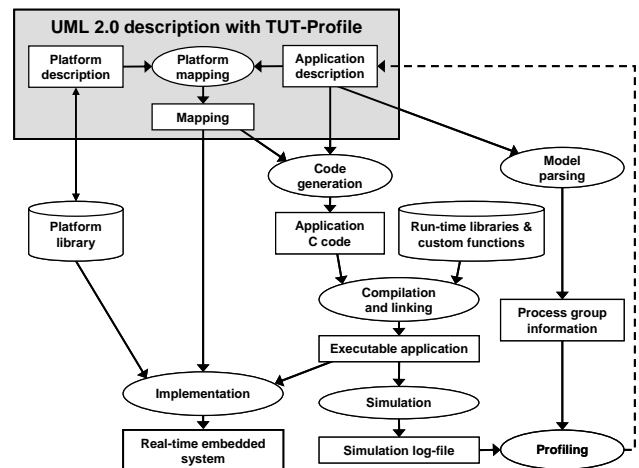 UML 2.0 description with TUT-Profile
Platform
description
Platform
mapping
Application
description
Mapping
Code
generation
Model
parsing
Platform
library
Application
C code
Run-time libraries &
custom functions
Compilation
and linking
Process group
information
Executable application
Implementation
Simulation
Real-time embedded
system
Simulation log-file
Profiling